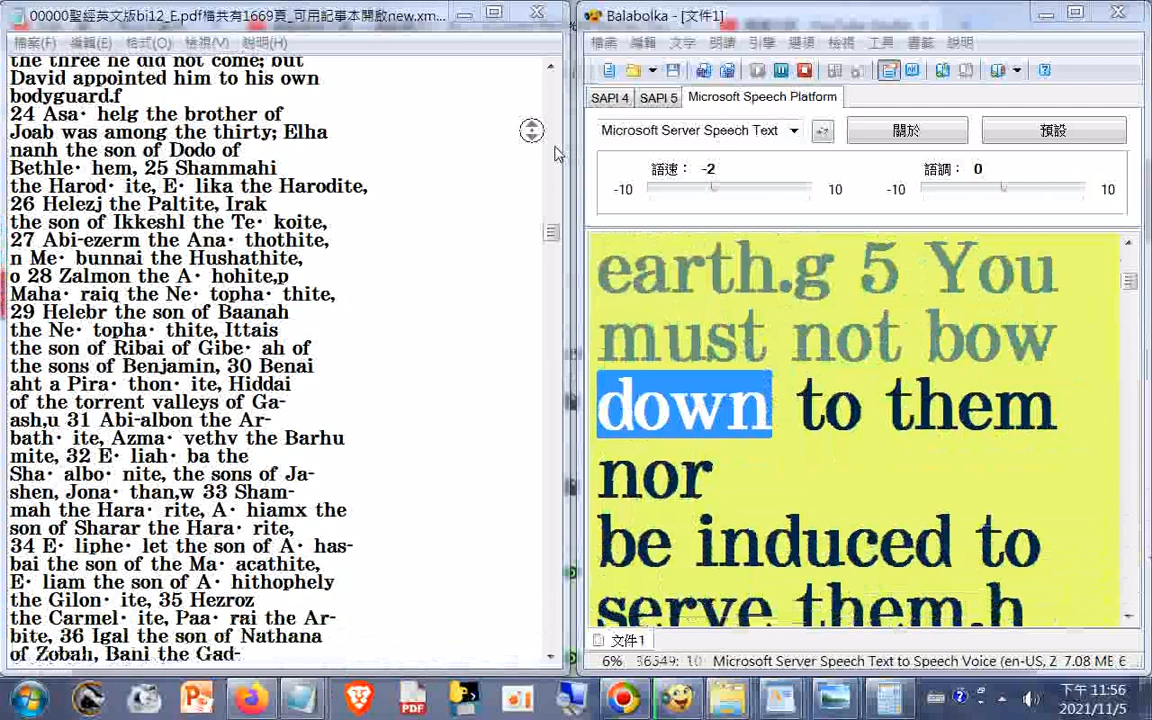 00000聖經英文版bi12_E.pdf檔共有1669頁_可用記事本開啟new.xm...
檔案(F) 編輯(E) 格式(O) 檢視(V) 說明(H)
the three he did not come; but
David appointed him to his own
bodyguard.f
24 Asa· helg the brother of
Joab was among the thirty; Elha
nanh the son of Dodo of
Bethle· hem, 25 Shammahi
the Harod· ite, E· lika the Harodite,
26 Helezj the Paltite, Irak
the son of Ikkeshl the Te· koite,
27 Abi-ezerm the Ana· thothite,
n Me· bunnai the Hushathite,
o 28 Zalmon the A· hohite,p
Maha· raiq the Ne· topha· thite,
29 Helebr the son of Baanah
the Ne· topha· thite, Ittais
the son of Ribai of Gibe· ah of
the sons of Benjamin, 30 Benai
aht a Pira· thon· ite, Hiddai
of the torrent valleys of Ga-
ash,u 31 Abi-albon the Ar-
bath· ite, Azma· vethv the Barhu
mite, 32 E· liah· ba the
Sha· albo· nite, the sons of Ja-
shen, Jona· than,w 33 Sham-
mah the Hara· rite, A· hiamx the
son of Sharar the Hara· rite,
34 E· liphe· let the son of A· has-
bai the son of the Ma· acathite,
E· liam the son of A· hithophely
the Gilon· ite, 35 Hezroz
the Carmel· ite, Paa· rai the Ar-
bite, 36 Igal the son of Nathana
of Zobah, Bani the Gad-
Balabolka - [文件1]
檔案 編輯 文字 朗讀 引擎 選項 檢視 工具 書籤 說明
SAPI 4 SAPI 5 Microsoft Speech Platform
Microsoft Server Speech Text 關於 預設
語速： -2 語調： 0
-10 10 -10 10
earth.g 5 You
must not bow
down to them
nor
be induced to
serve them.h
文件1
6% 36549: 10 Microsoft Server Speech Text to Speech Voice (en-US, Z 7.08 MB 6
下午 11:56
2021/11/5